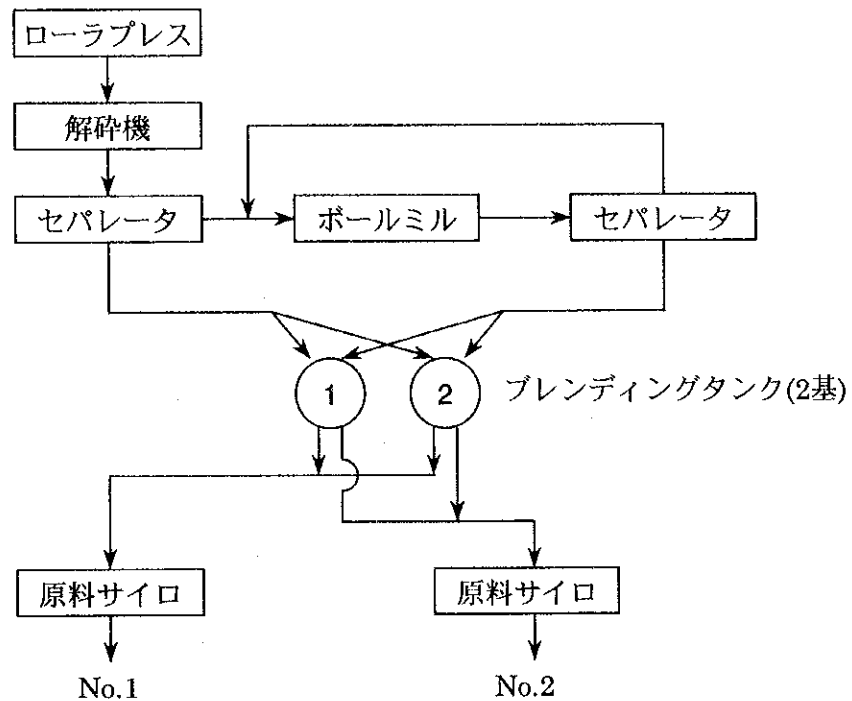 ローラプレス
解砕機
セパレータ
ボールミル
セパレータ
1
2
ブレンディングタンク(2基)
原料サイロ
原料サイロ
No.1
No.2